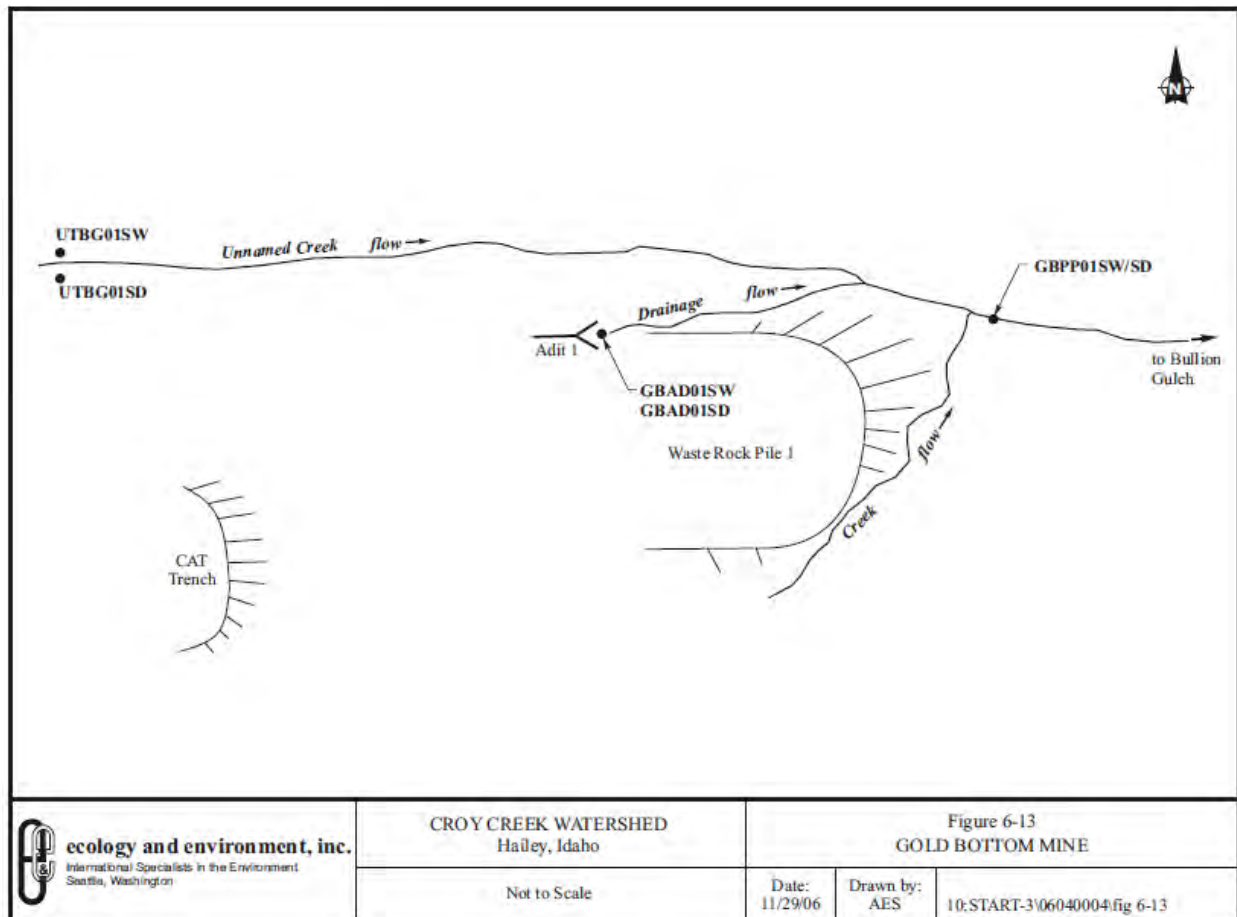 N
UTBG01SW
Unnamed Creek
flow
UTBG01SD
GBPP01SW/SD
Drainage
flow
Adit 1
to Bullion
Gulch
GBAD01SW
GBAD01SD
Waste Rock Pile 1
flow
Creek
CAT
Trench
ecology and environment, inc.
International Specialists in the Environment
Seattle, Washington
CROY CREEK WATERSHED
Hailey, Idaho
Not to Scale
Figure 6-13
GOLD BOTTOM MINE
Date:
11/29/06
Drawn by:
AES
10:START-3\06040004\fig 6-13